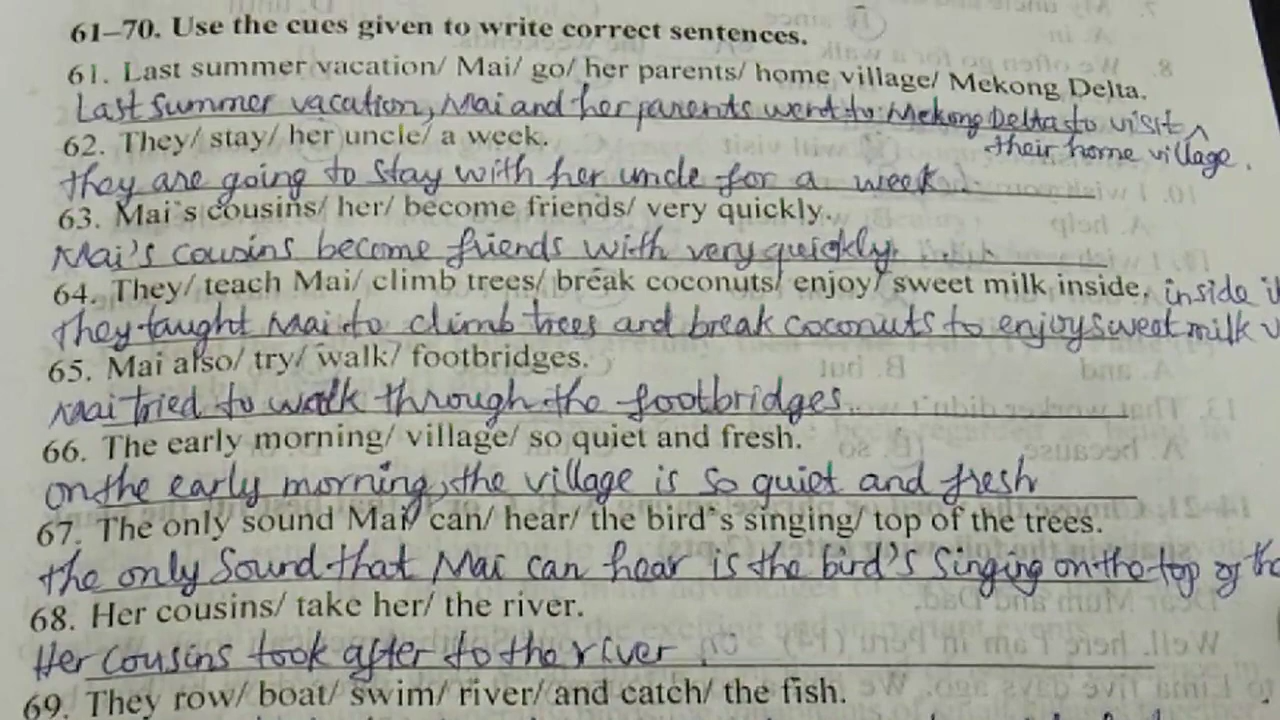 61–70. Use the cues given to write correct sentences.
61. Last summer vacation/ Mai/ go/ her parents/ home village/ Mekong Delta.
Last summer vacation, Mai and her parents went to Mekong Delta to visit
their home village.
62. They/ stay/ her uncle/ a week.
they are going to stay with her uncle for a week.
63. Mai's cousins/ her/ become friends/ very quickly.
Mai's cousins become friends with very quickly.
64. They/ teach Mai/ climb trees/ break coconuts/ enjoy/ sweet milk inside, inside
They taught Mai to climb trees and break coconuts to enjoy sweet milk
65. Mai also/ try/ walk/ footbridges.
Mai tried to walk through the footbridges
66. The early morning/ village/ so quiet and fresh.
on the early morning, the village is so quiet and fresh
67. The only sound Mai/ can/ hear/ the bird's singing/ top of the trees.
the only sound that Mai can hear is the bird's singing on the top of the
68. Her cousins/ take her/ the river.
Her cousins took after to the river
69. They row/ boat/ swim/ river/ and catch/ the fish.